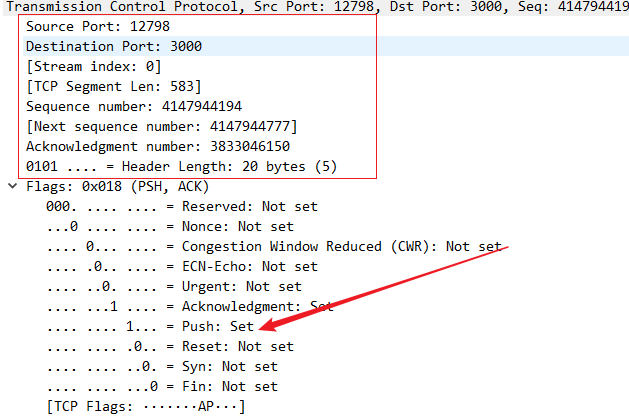 Transmission Control Protocol, Src Port: 12798, Dst Port: 3000, Seq: 414794419
Source Port: 12798
Destination Port: 3000
[Stream index: 0]
[TCP Segment Len: 583]
Sequence number: 4147944194
[Next sequence number: 4147944777]
Acknowledgment number: 3833046150
0101 .... = Header Length: 20 bytes (5)
Flags: 0x018 (PSH, ACK)
000. .... .... = Reserved: Not set
...0 .... .... = Nonce: Not set
.... 0... .... = Congestion Window Reduced (CWR): Not set
.... .0.. .... = ECN-Echo: Not set
.... ..0. .... = Urgent: Not set
.... ...1 .... = Acknowledgment: Set
.... .... 1... = Push: Set
.... .... .0.. = Reset: Not set
.... .... ..0. = Syn: Not set
.... .... ...0 = Fin: Not set
[TCP Flags: ·······AP···]